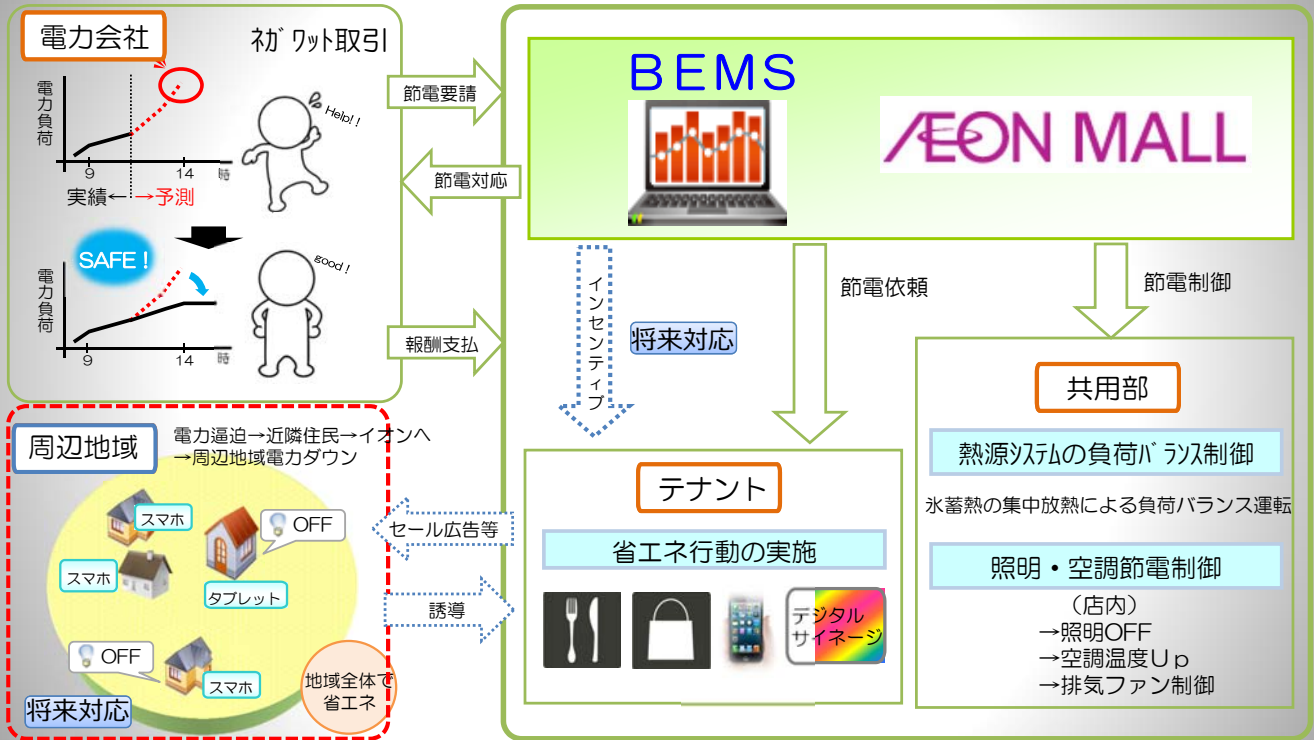 電力会社
ネガワット取引
電力負荷
Help!!
9
14
時
実績←
→予測
SAFE！
電力負荷
good！
9
14
時
節電要請
節電対応
報酬支払
BEMS
ÆON MALL
インセンティブ
将来対応
節電依頼
節電制御
周辺地域
電力逼迫→近隣住民→イオンへ
→周辺地域電力ダウン
スマホ
OFF
スマホ
タブレット
OFF
スマホ
将来対応
地域全体で
省エネ
セール広告等
誘導
テナント
省エネ行動の実施
デジタル
サイネージ
共用部
熱源システムの負荷バランス制御
氷蓄熱の集中放熱による負荷バランス運転
照明・空調節電制御
（店内）
→照明OFF
→空調温度Up
→排気ファン制御